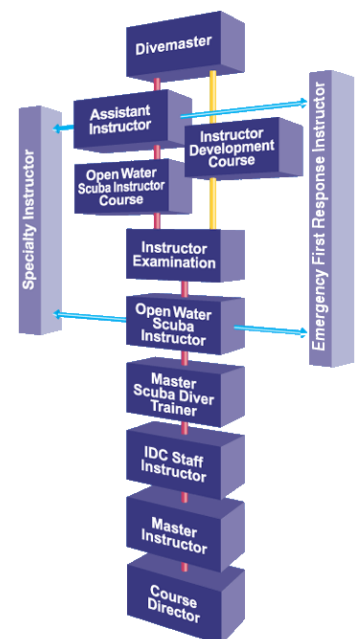 Divemaster
Assistant
Instructor
Instructor
Development
Course
Open Water
Scuba Instructor
Course
Specialty Instructor
Emergency First Response Instructor
Instructor
Examination
Open Water
Scuba
Instructor
Master
Scuba Diver
Trainer
IDC Staff
Instructor
Master
Instructor
Course
Director